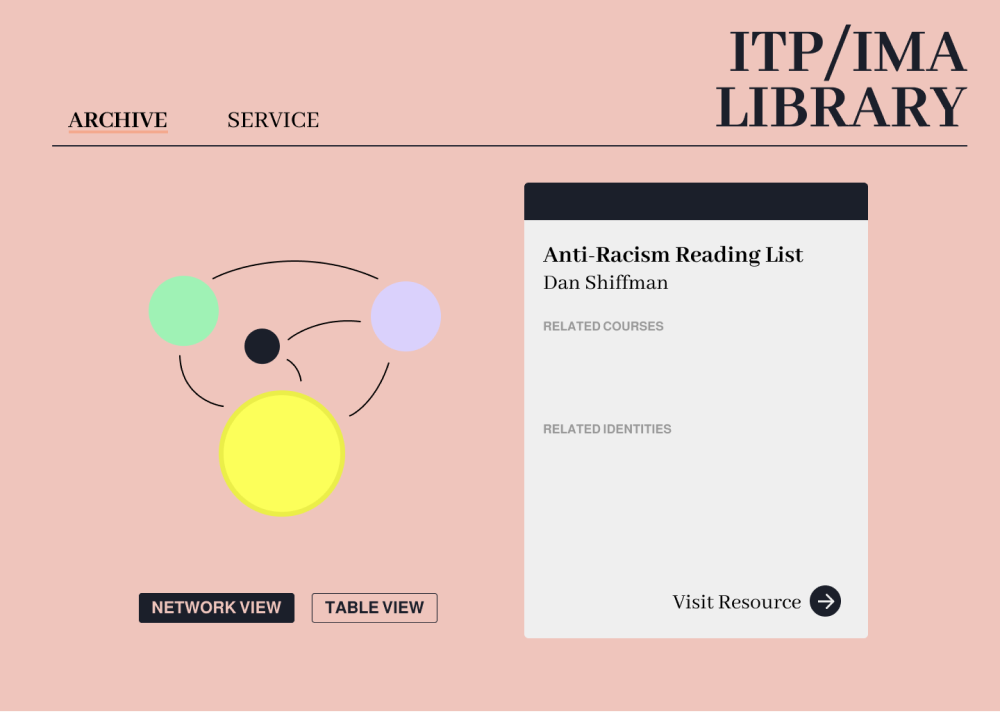 ITP/IMA
LIBRARY
ARCHIVE
SERVICE
Anti-Racism Reading List
Dan Shiffman
RELATED COURSES
RELATED IDENTITIES
Visit Resource
NETWORK VIEW
TABLE VIEW